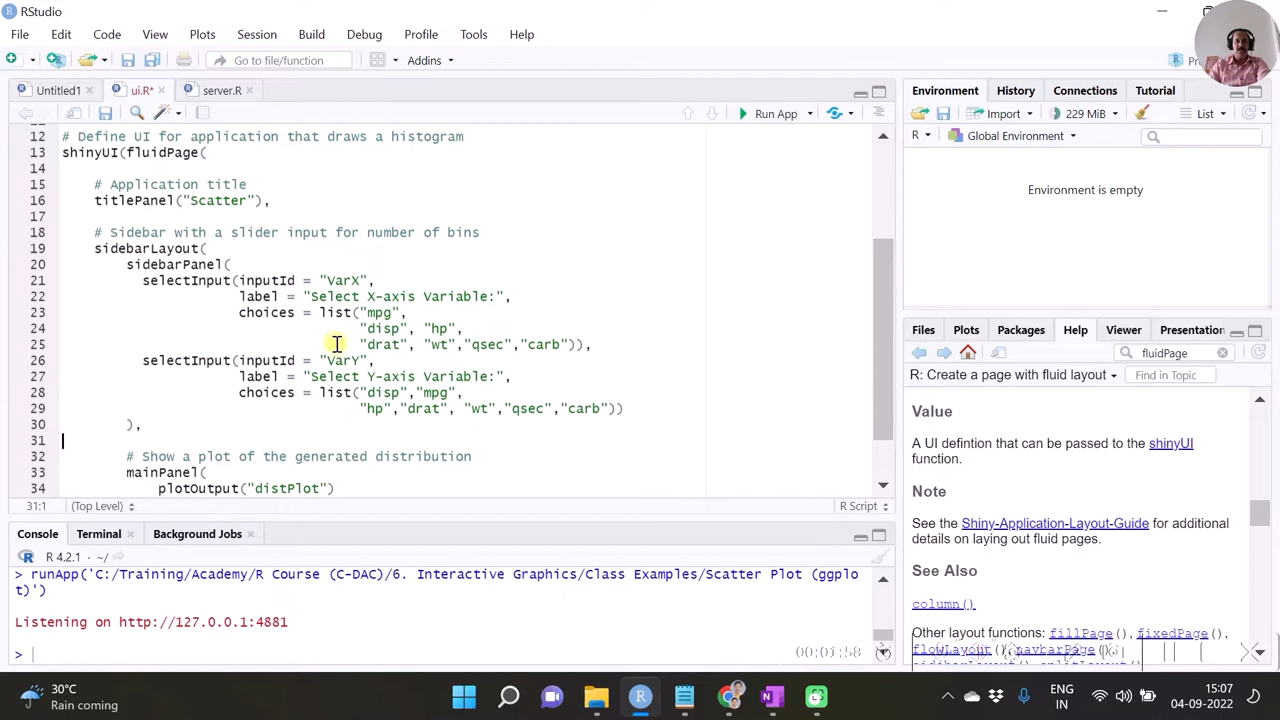 RStudio
File Edit Code View Plots Session Build Debug Profile Tools Help
Go to file/function Addins
Untitled1 ui.R* server.R
Run App
12 # Define UI for application that draws a histogram
13 shinyUI(fluidPage(
14
15 # Application title
16 titlePanel("Scatter"),
17
18 # Sidebar with a slider input for number of bins
19 sidebarLayout(
20 sidebarPanel(
21 selectInput(inputId = "VarX",
22 label = "Select X-axis Variable:",
23 choices = list("mpg",
24 "disp", "hp",
25 "drat", "wt","qsec","carb")),
26 selectInput(inputId = "VarY",
27 label = "Select Y-axis Variable:",
28 choices = list("disp","mpg",
29 "hp","drat", "wt","qsec","carb"))
30 ),
31
32 # Show a plot of the generated distribution
33 mainPanel(
34 plotOutput("distPlot")
31:1 (Top Level) R Script
Console Terminal Background Jobs
R 4.2.1 · ~/
> runApp('C:/Training/Academy/R Course (C-DAC)/6. Interactive Graphics/Class Examples/Scatter Plot (ggplo
t)')
Listening on http://127.0.0.1:4881
>
00:01:58
Environment History Connections Tutorial
Import 229 MiB List
R Global Environment
Environment is empty
Files Plots Packages Help Viewer Presentation
fluidPage
R: Create a page with fluid layout Find in Topic
Value
A UI defintion that can be passed to the shinyUI
function.
Note
See the Shiny-Application-Layout-Guide for additional
details on laying out fluid pages.
See Also
column()
Other layout functions: fillPage(), fixedPage(),
flowLayout(), navbarPage(),
sidebarLayout(), splitLayout(),
30°C
Rain coming
ENG
IN
15:07
04-09-2022